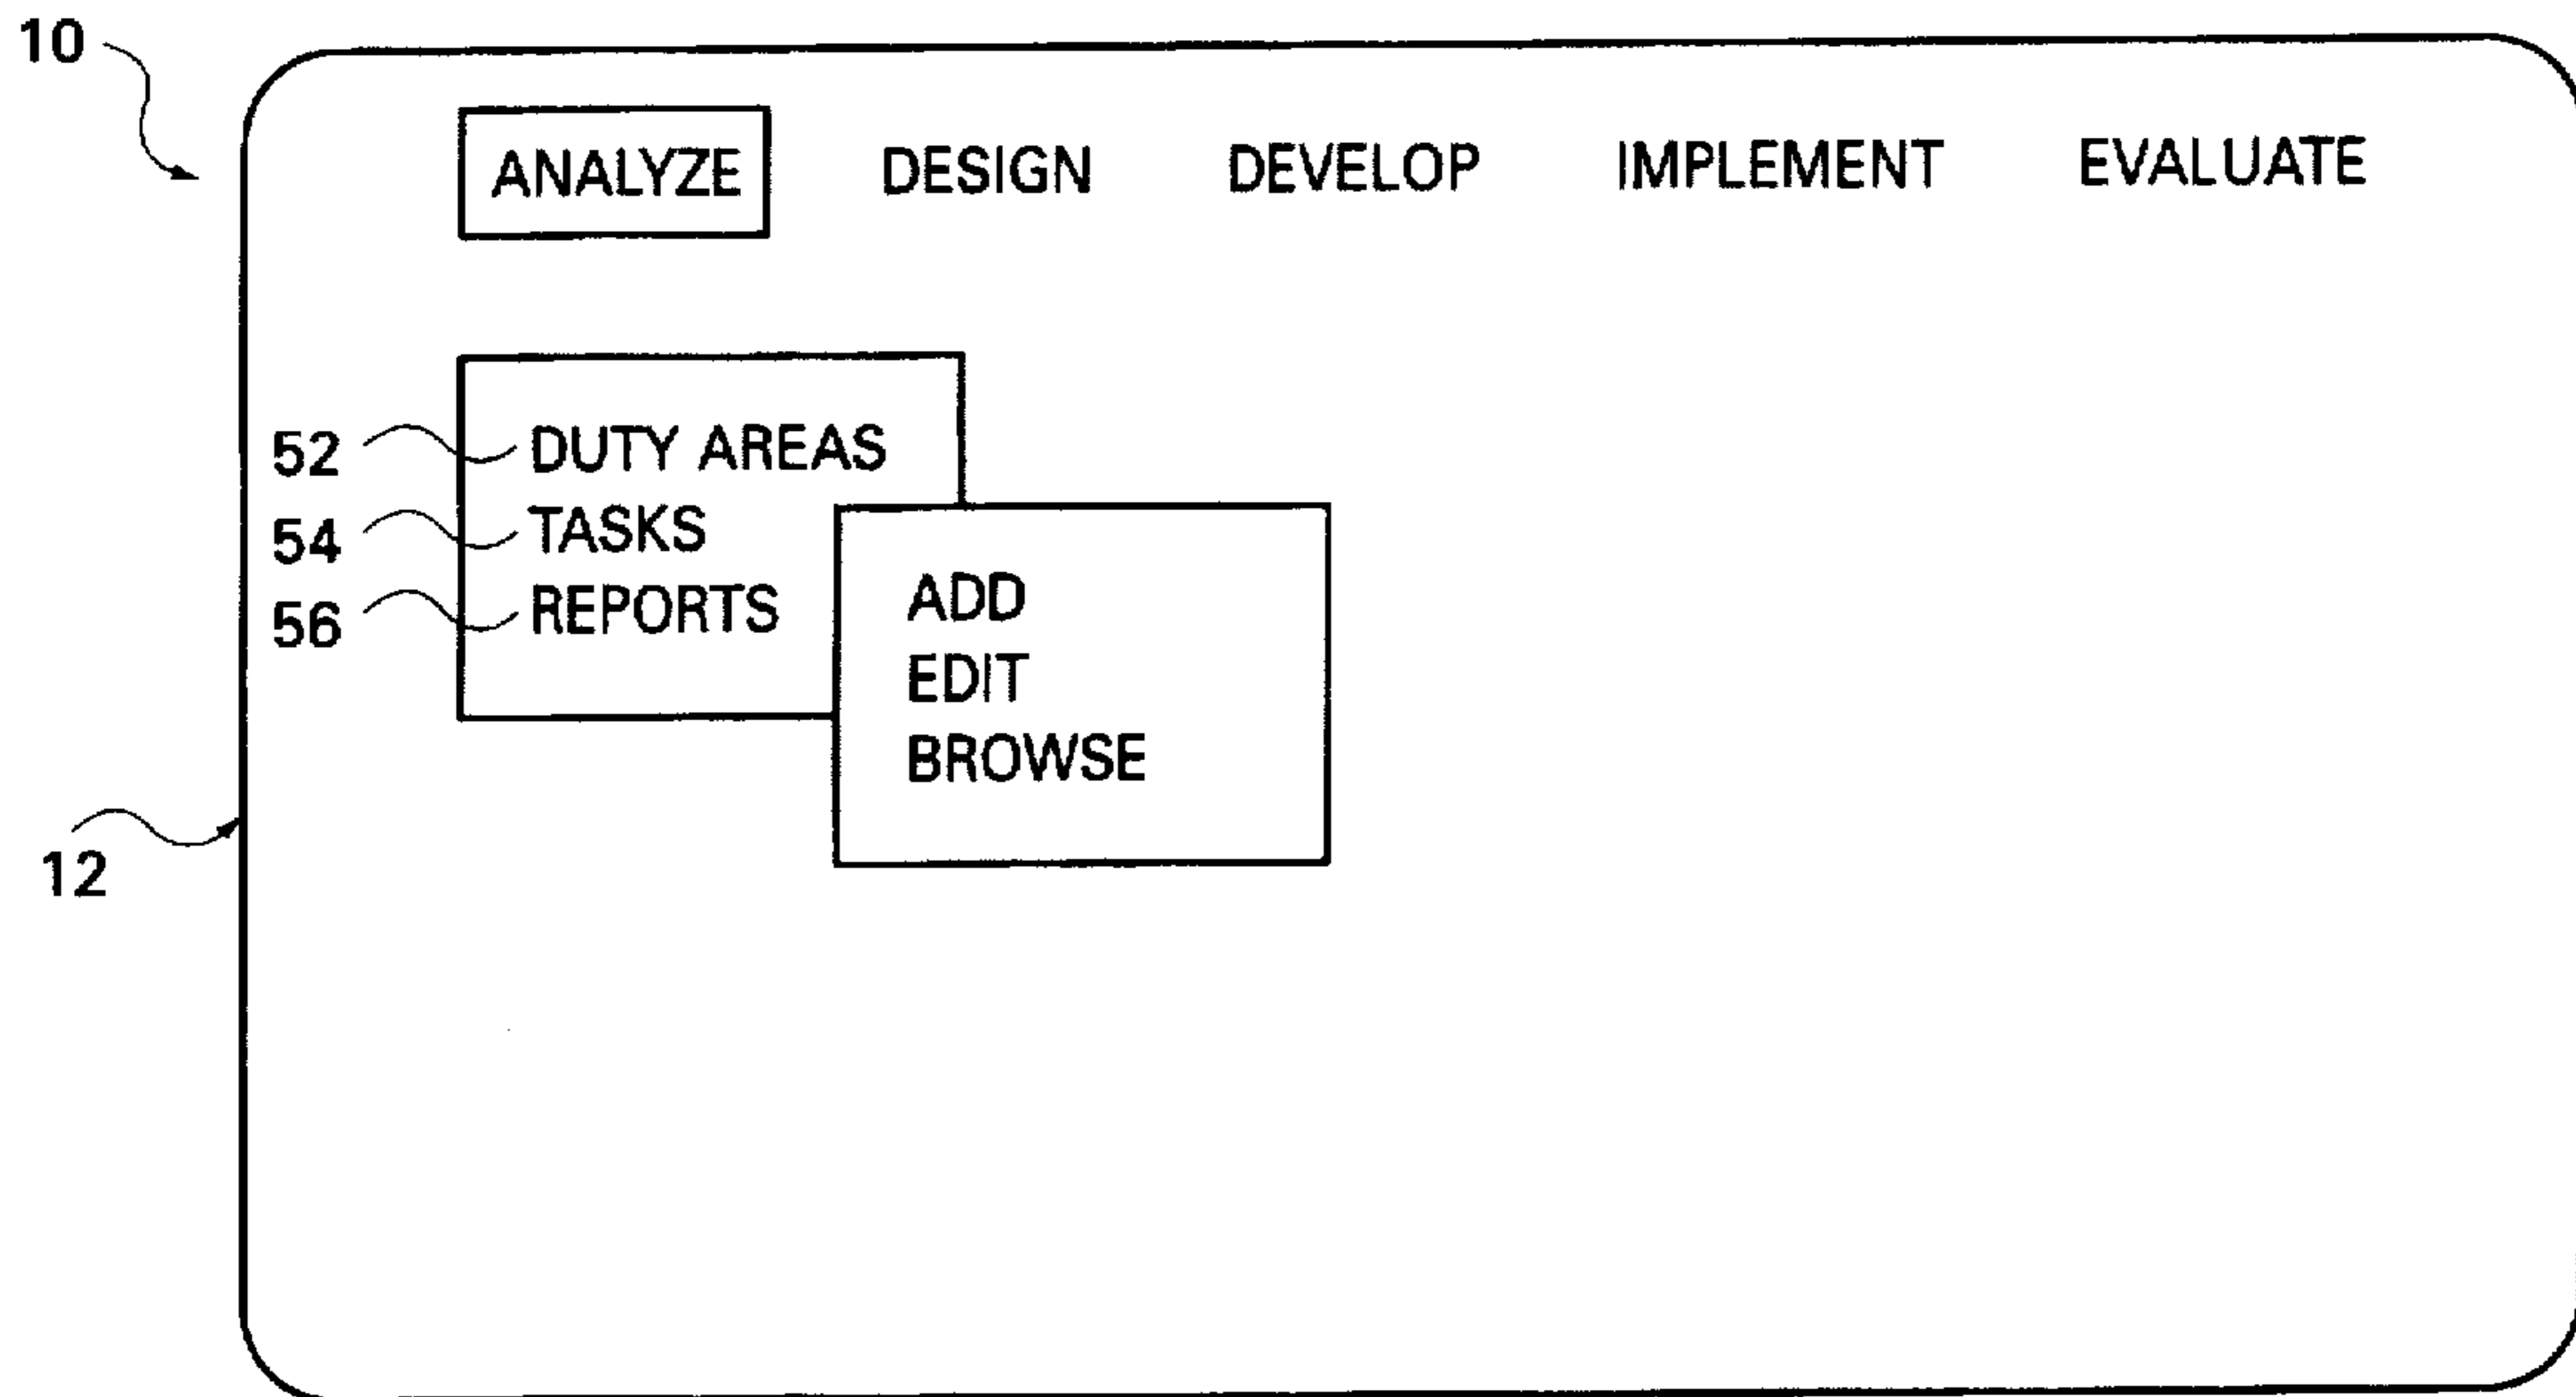 10
ANALYZE DESIGN DEVELOP IMPLEMENT EVALUATE
52 DUTY AREAS
54 TASKS
56 REPORTS
ADD
EDIT
BROWSE
12